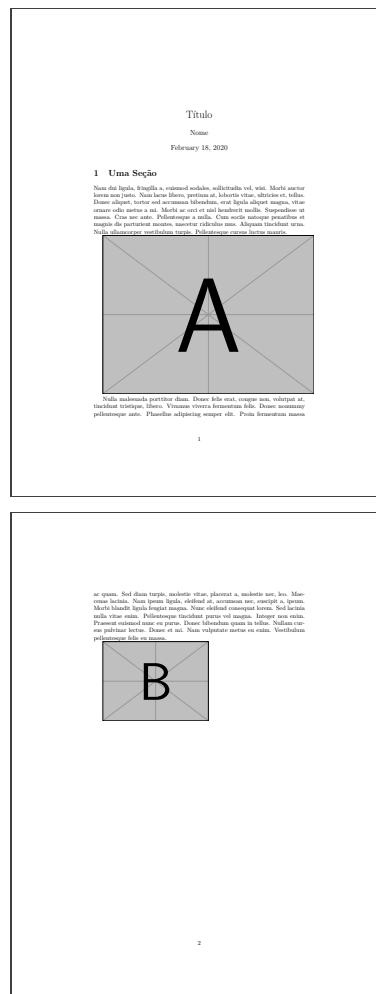 Título
Nome
February 18, 2020
1 Uma Seção
Nam dui ligula, fringilla a, euismod sodales, sollicitudin vel, wisi. Morbi auctor
lorem non justo. Nam lacus libero, pretium at, lobortis vitae, ultricies et, tellus.
Donec aliquet, tortor sed accumsan bibendum, erat ligula aliquet magna, vitae
ornare odio metus a mi. Morbi ac orci et nisl hendrerit mollis. Suspendisse ut
massa. Cras nec ante. Pellentesque a nulla. Cum sociis natoque penatibus et
magnis dis parturient montes, nascetur ridiculus mus. Aliquam tincidunt urna.
Nulla ullamcorper vestibulum turpis. Pellentesque cursus luctus mauris.
A
Nulla malesuada porttitor diam. Donec felis erat, congue non, volutpat at,
tincidunt tristique, libero. Vivamus viverra fermentum felis. Donec nonummy
pellentesque ante. Phasellus adipiscing semper elit. Proin fermentum massa
1
ac quam. Sed diam turpis, molestie vitae, placerat a, molestie nec, leo. Mae-
cenas lacinia. Nam ipsum ligula, eleifend at, accumsan nec, suscipit a, ipsum.
Morbi blandit ligula feugiat magna. Nunc eleifend consequat lorem. Sed lacinia
nulla vitae enim. Pellentesque tincidunt purus vel magna. Integer non enim.
Praesent euismod nunc eu purus. Donec bibendum quam in tellus. Nullam cur-
sus pulvinar lectus. Donec et mi. Nam vulputate metus eu enim. Vestibulum
pellentesque felis eu massa.
B
2